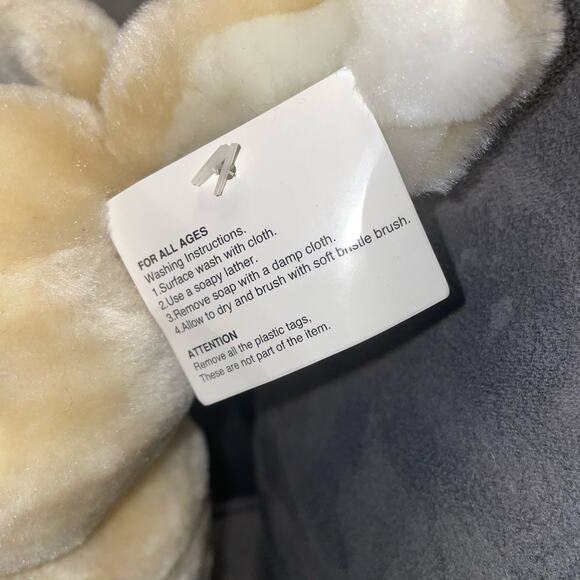 FOR ALL AGES
Washing Instructions.
1.Surface wash with cloth.
2.Use a soapy lather.
3.Remove soap with a damp cloth.
4.Allow to dry and brush with soft bristle brush.
ATTENTION
Remove all the plastic tags,
These are not part of the item.